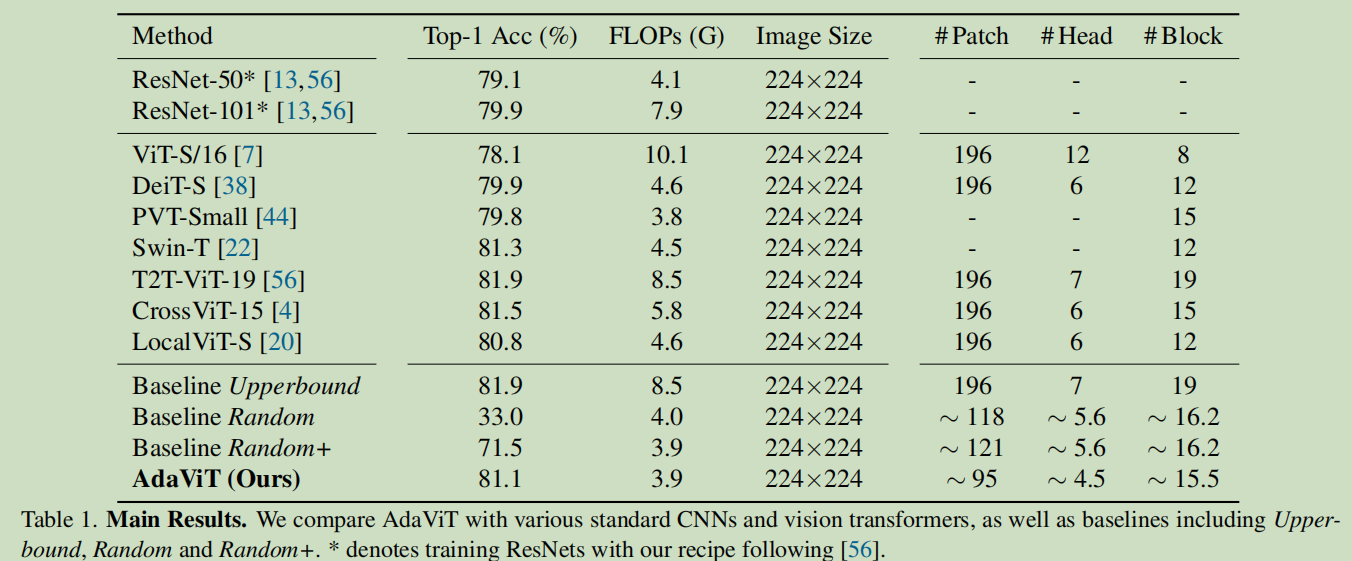 Method Top-1 Acc (%) FLOPs (G) Image Size # Patch # Head # Block
ResNet-50* [13,56] 79.1 4.1 224×224 - - -
ResNet-101* [13,56] 79.9 7.9 224×224 - - -
ViT-S/16 [7] 78.1 10.1 224×224 196 12 8
DeiT-S [38] 79.9 4.6 224×224 196 6 12
PVT-Small [44] 79.8 3.8 224×224 - - 15
Swin-T [22] 81.3 4.5 224×224 - - 12
T2T-ViT-19 [56] 81.9 8.5 224×224 196 7 19
CrossViT-15 [4] 81.5 5.8 224×224 196 6 15
LocalViT-S [20] 80.8 4.6 224×224 196 6 12
Baseline Upperbound 81.9 8.5 224×224 196 7 19
Baseline Random 33.0 4.0 224×224 ∼ 118 ∼ 5.6 ∼ 16.2
Baseline Random+ 71.5 3.9 224×224 ∼ 121 ∼ 5.6 ∼ 16.2
AdaViT (Ours) 81.1 3.9 224×224 ∼ 95 ∼ 4.5 ∼ 15.5
Table 1. Main Results. We compare AdaViT with various standard CNNs and vision transformers, as well as baselines including Upper-
bound, Random and Random+. * denotes training ResNets with our recipe following [56].